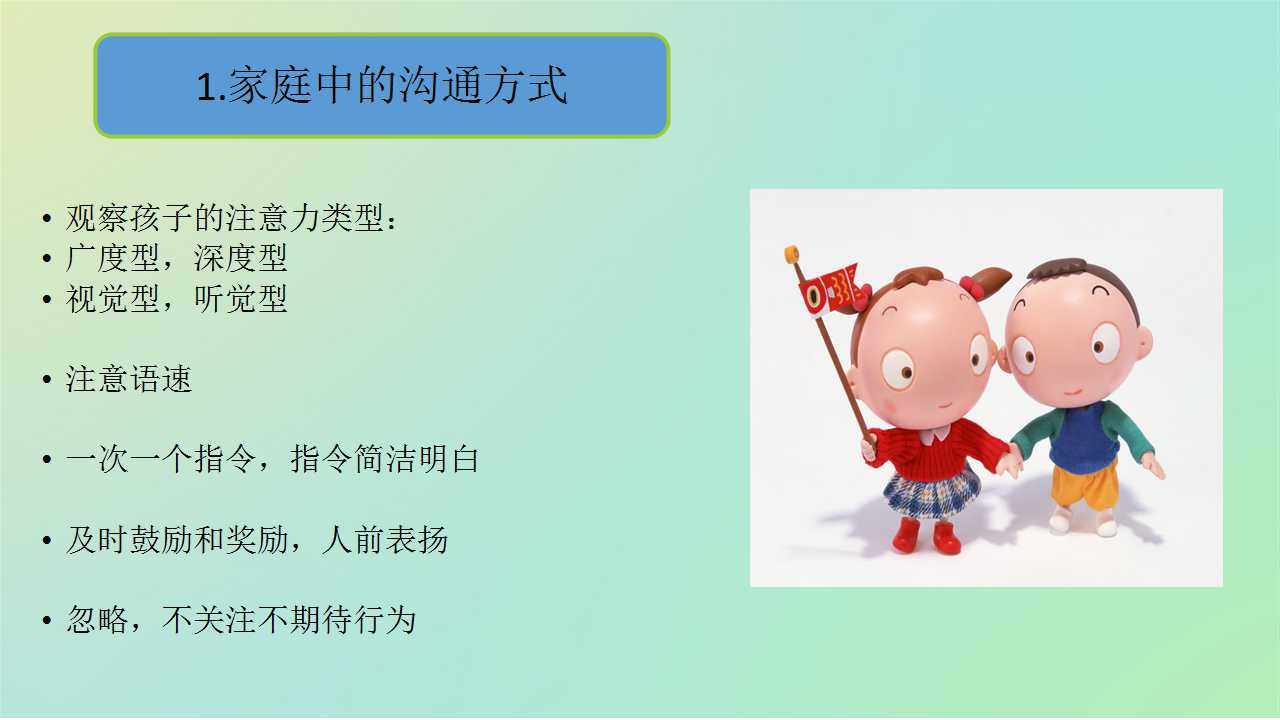 1.家庭中的沟通方式
• 观察孩子的注意力类型：
• 广度型，深度型
• 视觉型，听觉型
• 注意语速
• 一次一个指令，指令简洁明白
• 及时鼓励和奖励，人前表扬
• 忽略，不关注不期待行为